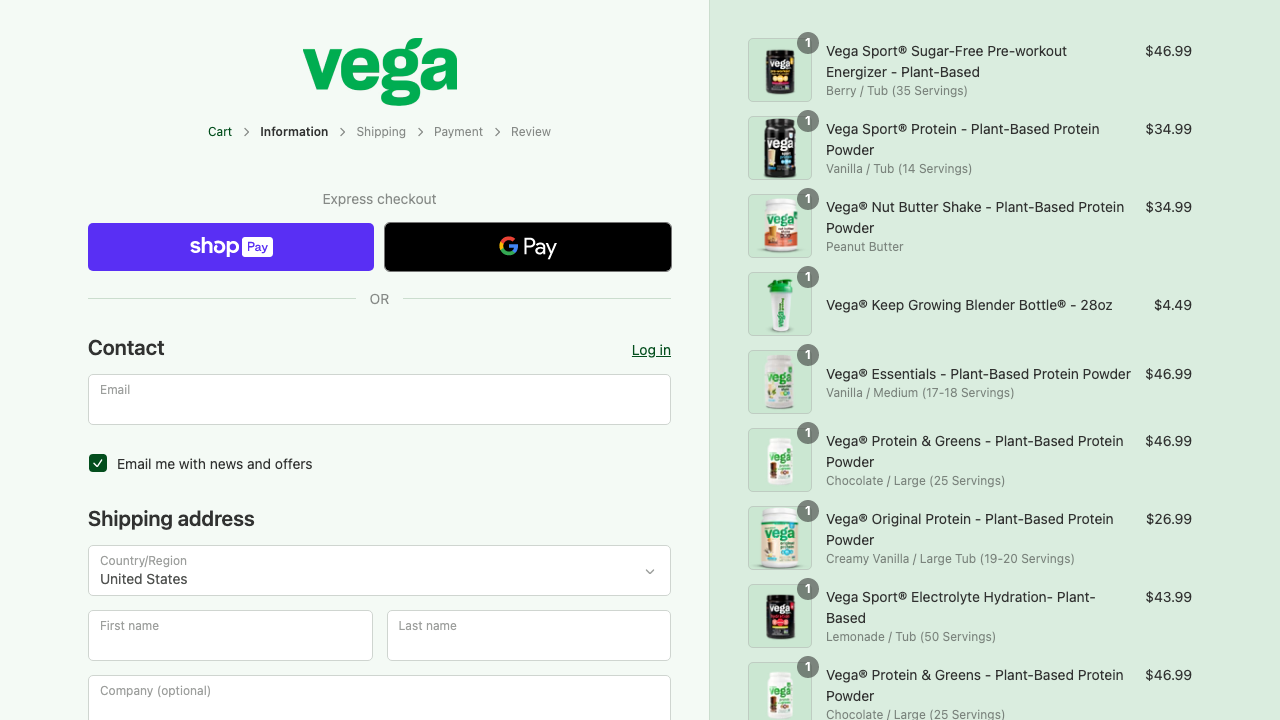 vega
Cart > Information > Shipping > Payment > Review
Express checkout
shop Pay
G Pay
OR
Contact
Log in
Email
Email me with news and offers
Shipping address
Country/Region
United States
First name
Last name
Company (optional)
1
Vega Sport® Sugar-Free Pre-workout
Energizer - Plant-Based
Berry / Tub (35 Servings)
$46.99
1
Vega Sport® Protein - Plant-Based Protein
Powder
Vanilla / Tub (14 Servings)
$34.99
1
Vega® Nut Butter Shake - Plant-Based Protein
Powder
Peanut Butter
$34.99
1
Vega® Keep Growing Blender Bottle® - 28oz
$4.49
1
Vega® Essentials - Plant-Based Protein Powder
Vanilla / Medium (17-18 Servings)
$46.99
1
Vega® Protein & Greens - Plant-Based Protein
Powder
Chocolate / Large (25 Servings)
$46.99
1
Vega® Original Protein - Plant-Based Protein
Powder
Creamy Vanilla / Large Tub (19-20 Servings)
$26.99
1
Vega Sport® Electrolyte Hydration- Plant-
Based
Lemonade / Tub (50 Servings)
$43.99
1
Vega® Protein & Greens - Plant-Based Protein
Powder
Chocolate / Large (25 Servings)
$46.99